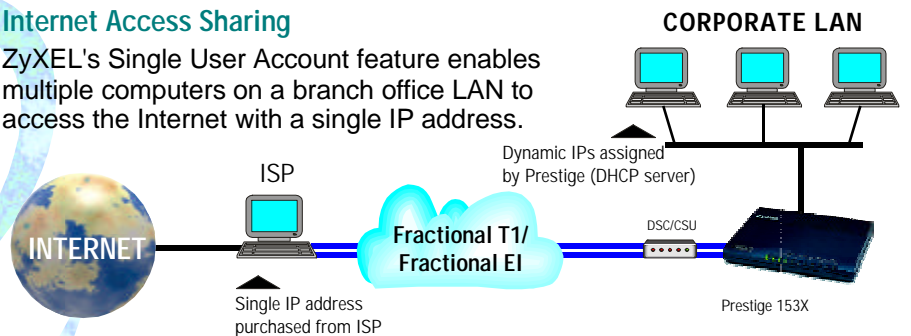 Internet Access Sharing
ZyXEL's Single User Account feature enables
multiple computers on a branch office LAN to
access the Internet with a single IP address.
CORPORATE LAN
Dynamic IPs assigned
by Prestige (DHCP server)
ISP
INTERNET
Fractional T1/
Fractional EI
DSC/CSU
Single IP address
purchased from ISP
Prestige 153X